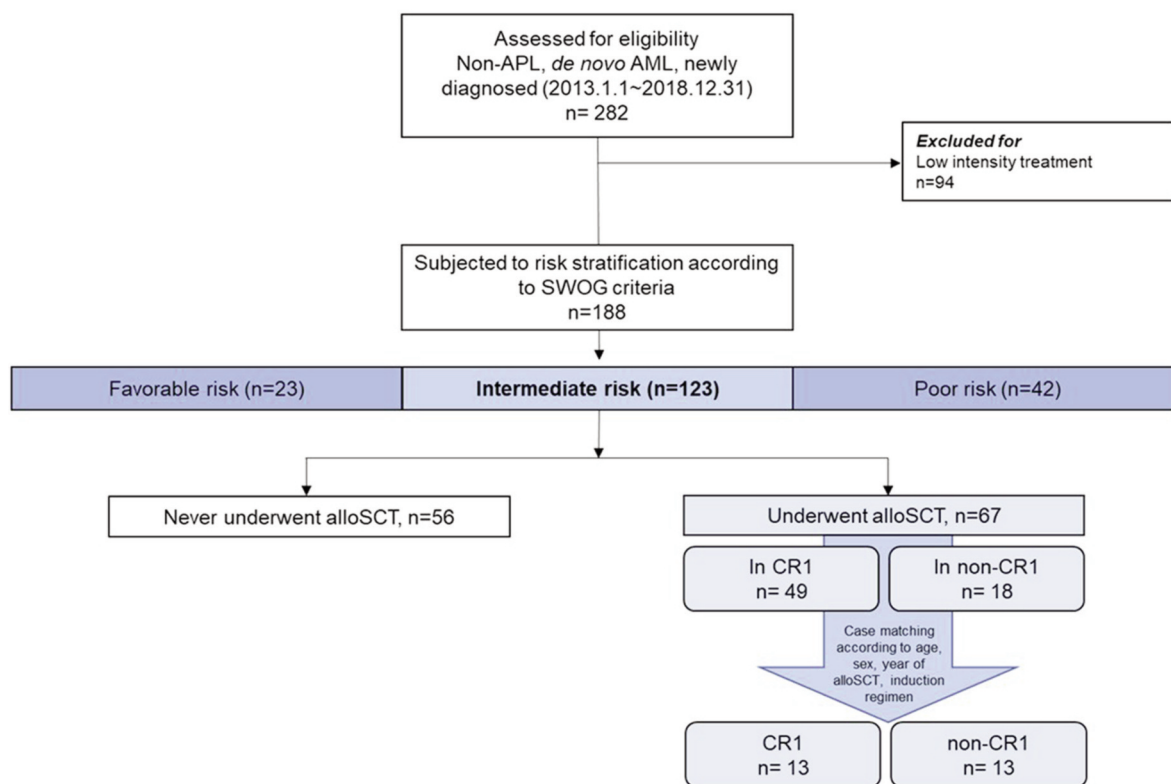 Assessed for eligibility
Non-APL, de novo AML, newly
diagnosed (2013.1.1~2018.12.31)
n= 282
Excluded for
Low intensity treatment
n=94
Subjected to risk stratification according
to SWOG criteria
n=188
Favorable risk (n=23)
Intermediate risk (n=123)
Poor risk (n=42)
Never underwent alloSCT, n=56
Underwent alloSCT, n=67
In CR1
n= 49
In non-CR1
n= 18
Case matching
according to age,
sex, year of
alloSCT, induction
regimen
CR1
n= 13
non-CR1
n= 13